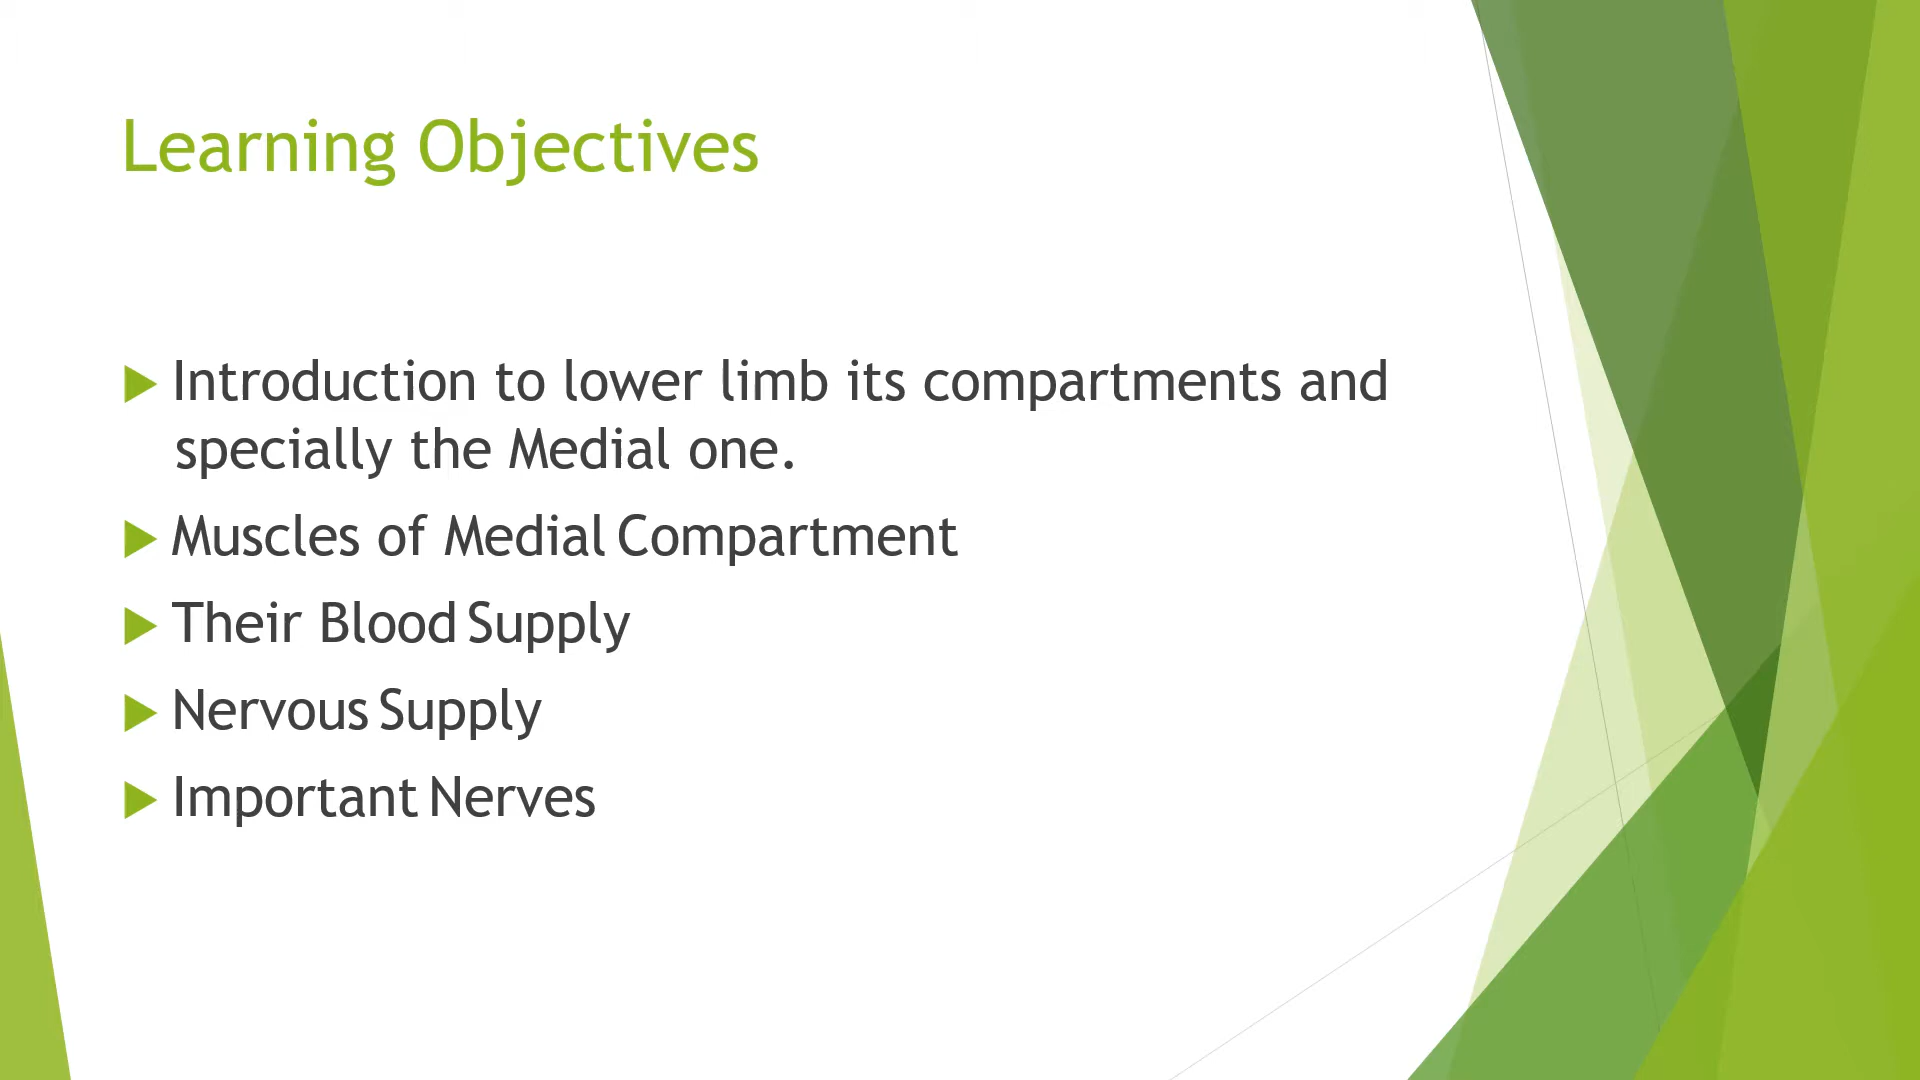 Learning Objectives
Introduction to lower limb its compartments and
specially the Medial one.
Muscles of Medial Compartment
Their Blood Supply
Nervous Supply
Important Nerves